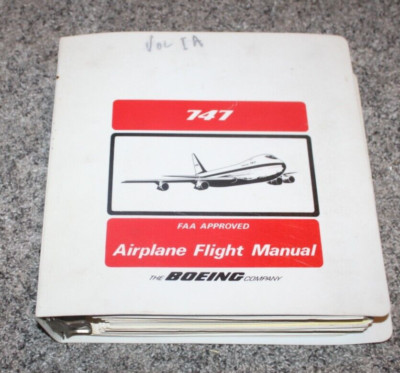 Vol IA
747
FAA APPROVED
Airplane Flight Manual
THE BOEING COMPANY